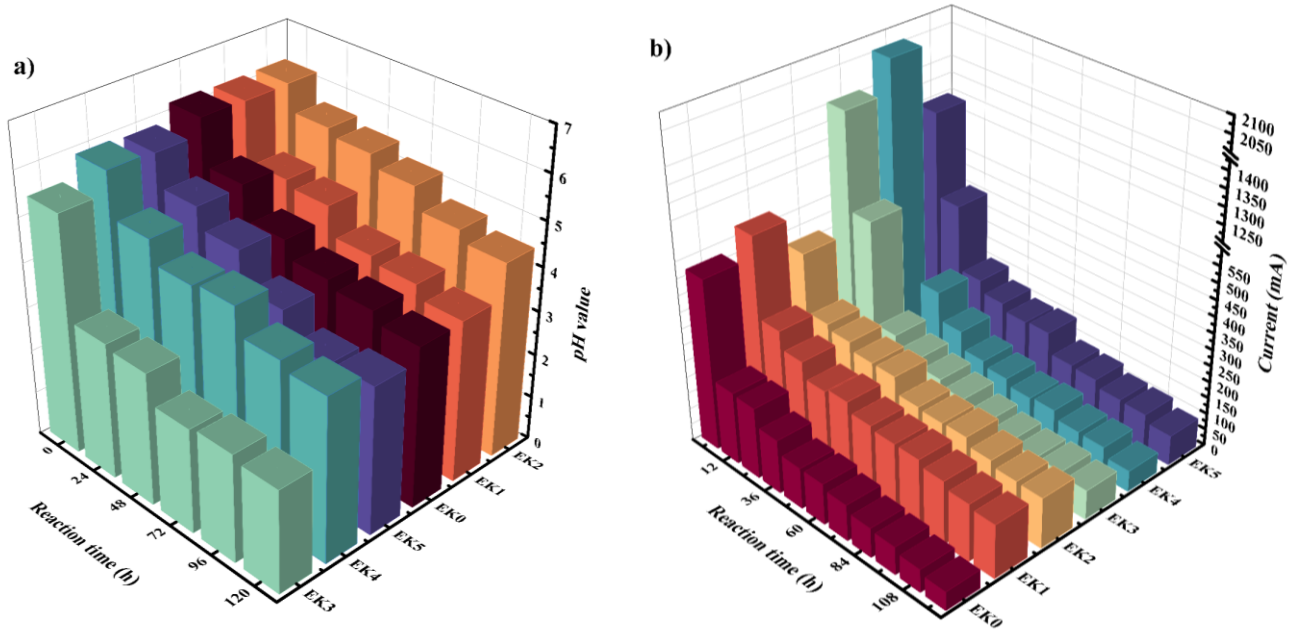 a)
7
6
5
4
3
2
1
0
pH value
0
24
48
72
96
120
Reaction time (h)
EK3
EK4
EK5
EK0
EK1
EK2
b)
2100
2050
1400
1350
1300
1250
550
500
450
400
350
300
250
200
150
100
50
0
Current (mA)
12
36
60
84
108
Reaction time (h)
EK0
EK1
EK2
EK3
EK4
EK5